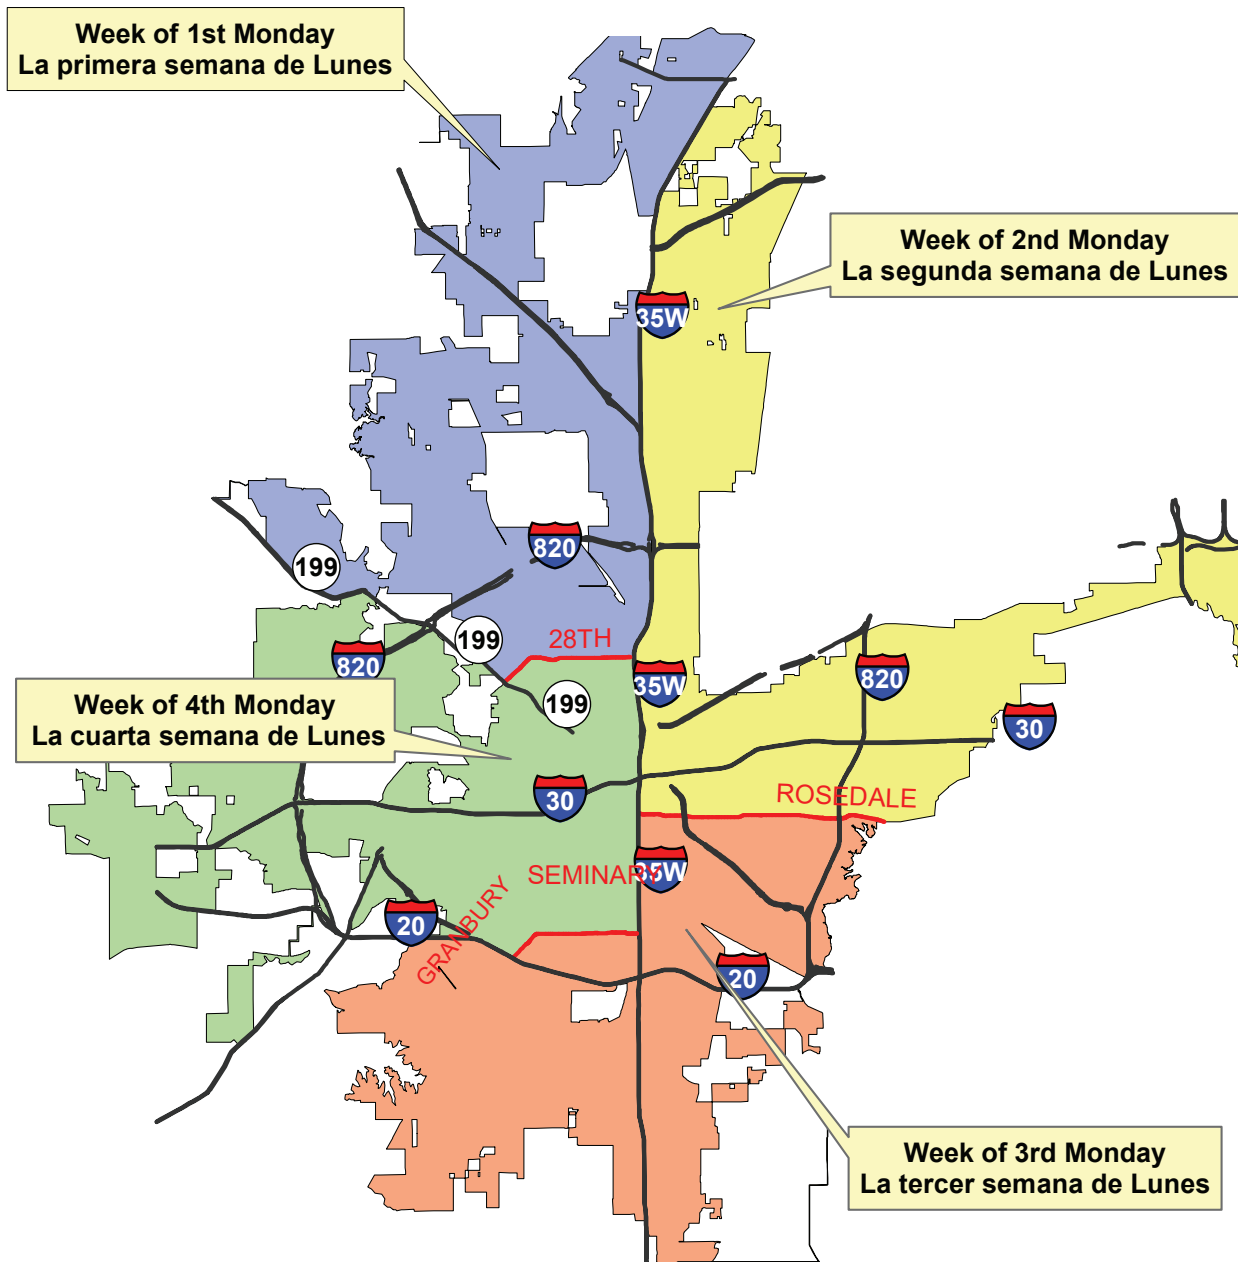 Week of 1st Monday
La primera semana de Lunes
Week of 2nd Monday
La segunda semana de Lunes
35W
820
199
28TH
199
820
35W
820
199
30
Week of 4th Monday
La cuarta semana de Lunes
30
ROSEDALE
SEMINARY
35W
GRANBURY
20
20
Week of 3rd Monday
La tercer semana de Lunes